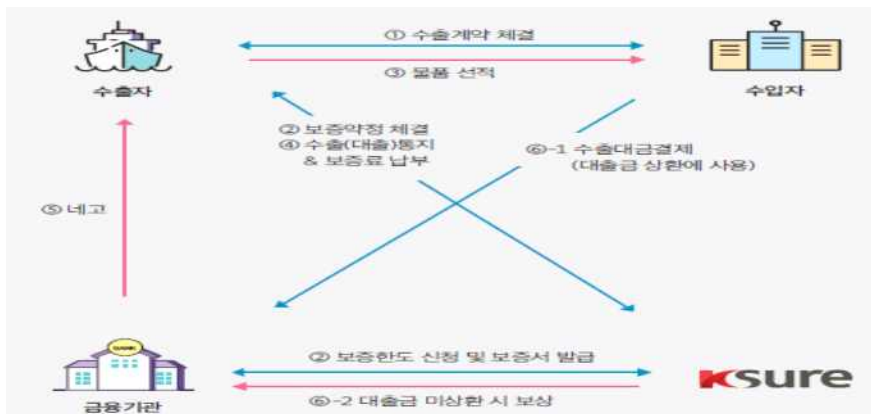 ① 수출계약 체결
③ 물품 선적
수출자
수입자
② 보증약정 체결
④ 수출(대출)통지
& 보증료 납부
⑥-1 수출대금결제
(대출금 상환에 사용)
⑤ 네고
BANK
금융기관
② 보증한도 신청 및 보증서 발급
⑥-2 대출금 미상환 시 보상
Ksure